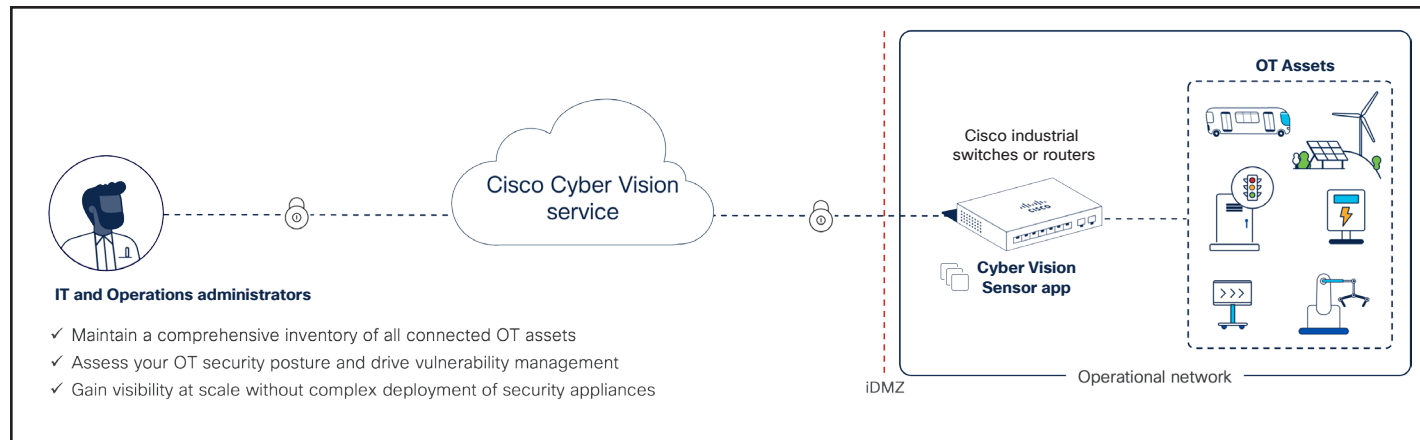 OT Assets
Cisco industrial
switches or routers
Cisco Cyber Vision
service
CISCO
Cyber Vision
Sensor app
IT and Operations administrators
✓ Maintain a comprehensive inventory of all connected OT assets
✓ Assess your OT security posture and drive vulnerability management
✓ Gain visibility at scale without complex deployment of security appliances
iDMZ
Operational network